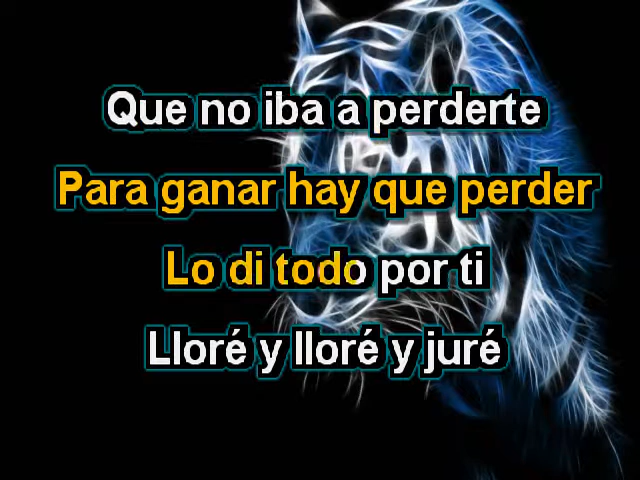 Que no iba a perderte
Para ganar hay que perder
Lo di todo por ti
Lloré y lloré y juré